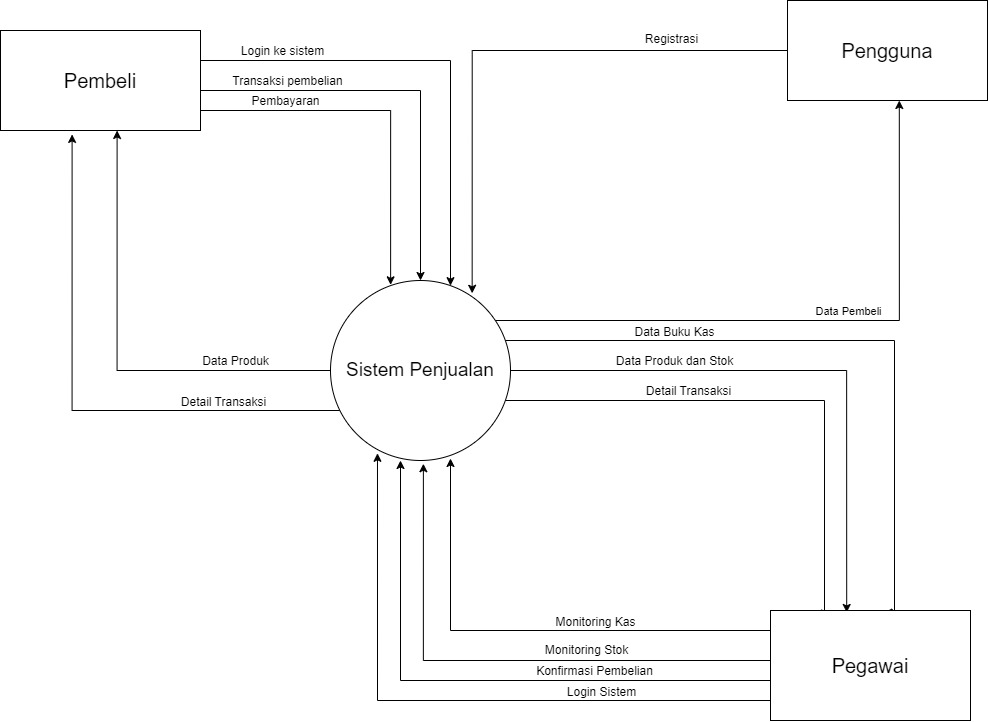 Pembeli
Login ke sistem
Transaksi pembelian
Pembayaran
Registrasi
Pengguna
Data Pembeli
Data Buku Kas
Data Produk dan Stok
Detail Transaksi
Sistem Penjualan
Data Produk
Detail Transaksi
Monitoring Kas
Monitoring Stok
Konfirmasi Pembelian
Login Sistem
Pegawai